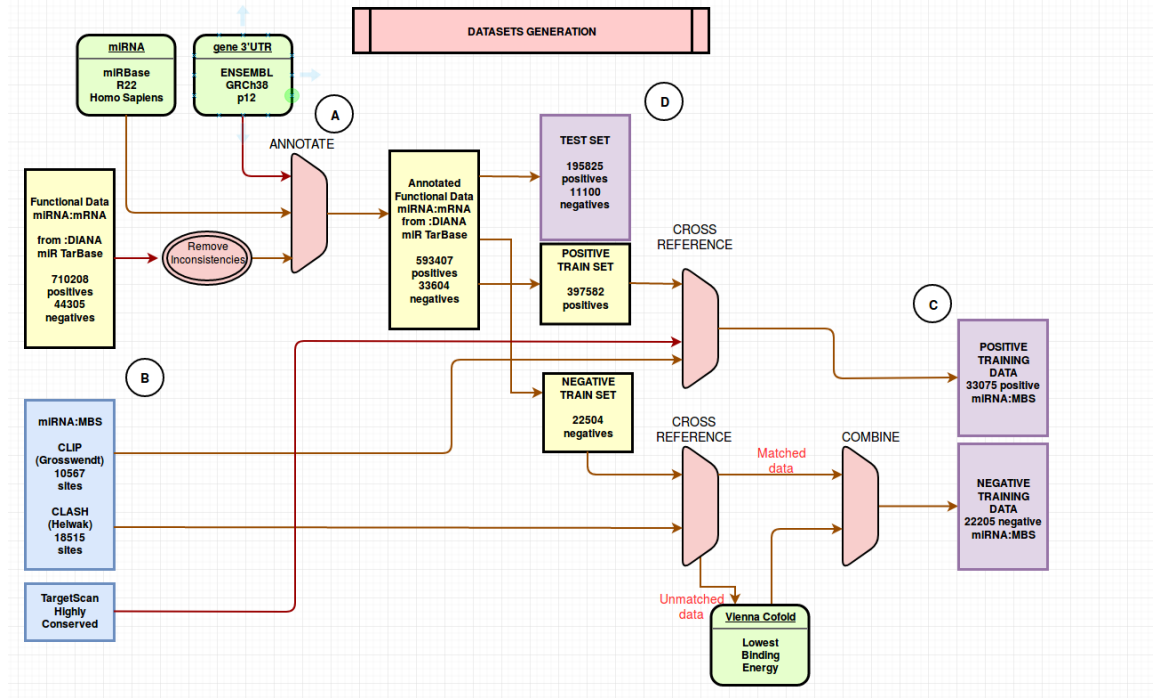 DATASETS GENERATION
miRNA
miRBase
R22
Homo Sapiens
gene 3'UTR
ENSEMBL
GRCh38
p12
A
ANNOTATE
Functional Data
miRNA:mRNA
from :DIANA
miR TarBase
710208
positives
44305
negatives
Remove
Inconsistencies
Annotated
Functional Data
miRNA:mRNA
from :DIANA
miR TarBase
593407
positives
33604
negatives
D
TEST SET
195825
positives
11100
negatives
POSITIVE
TRAIN SET
397582
positives
CROSS
REFERENCE
C
POSITIVE
TRAINING
DATA
33075 positive
miRNA:MBS
B
miRNA:MBS
CLIP
(Grosswendt)
10567
sites
CLASH
(Helwak)
18515
sites
NEGATIVE
TRAIN SET
22504
negatives
CROSS
REFERENCE
Matched
data
COMBINE
NEGATIVE
TRAINING
DATA
22205 negative
miRNA:MBS
TargetScan
Highly
Conserved
Unmatched
data
Vienna Cofold
Lowest
Binding
Energy